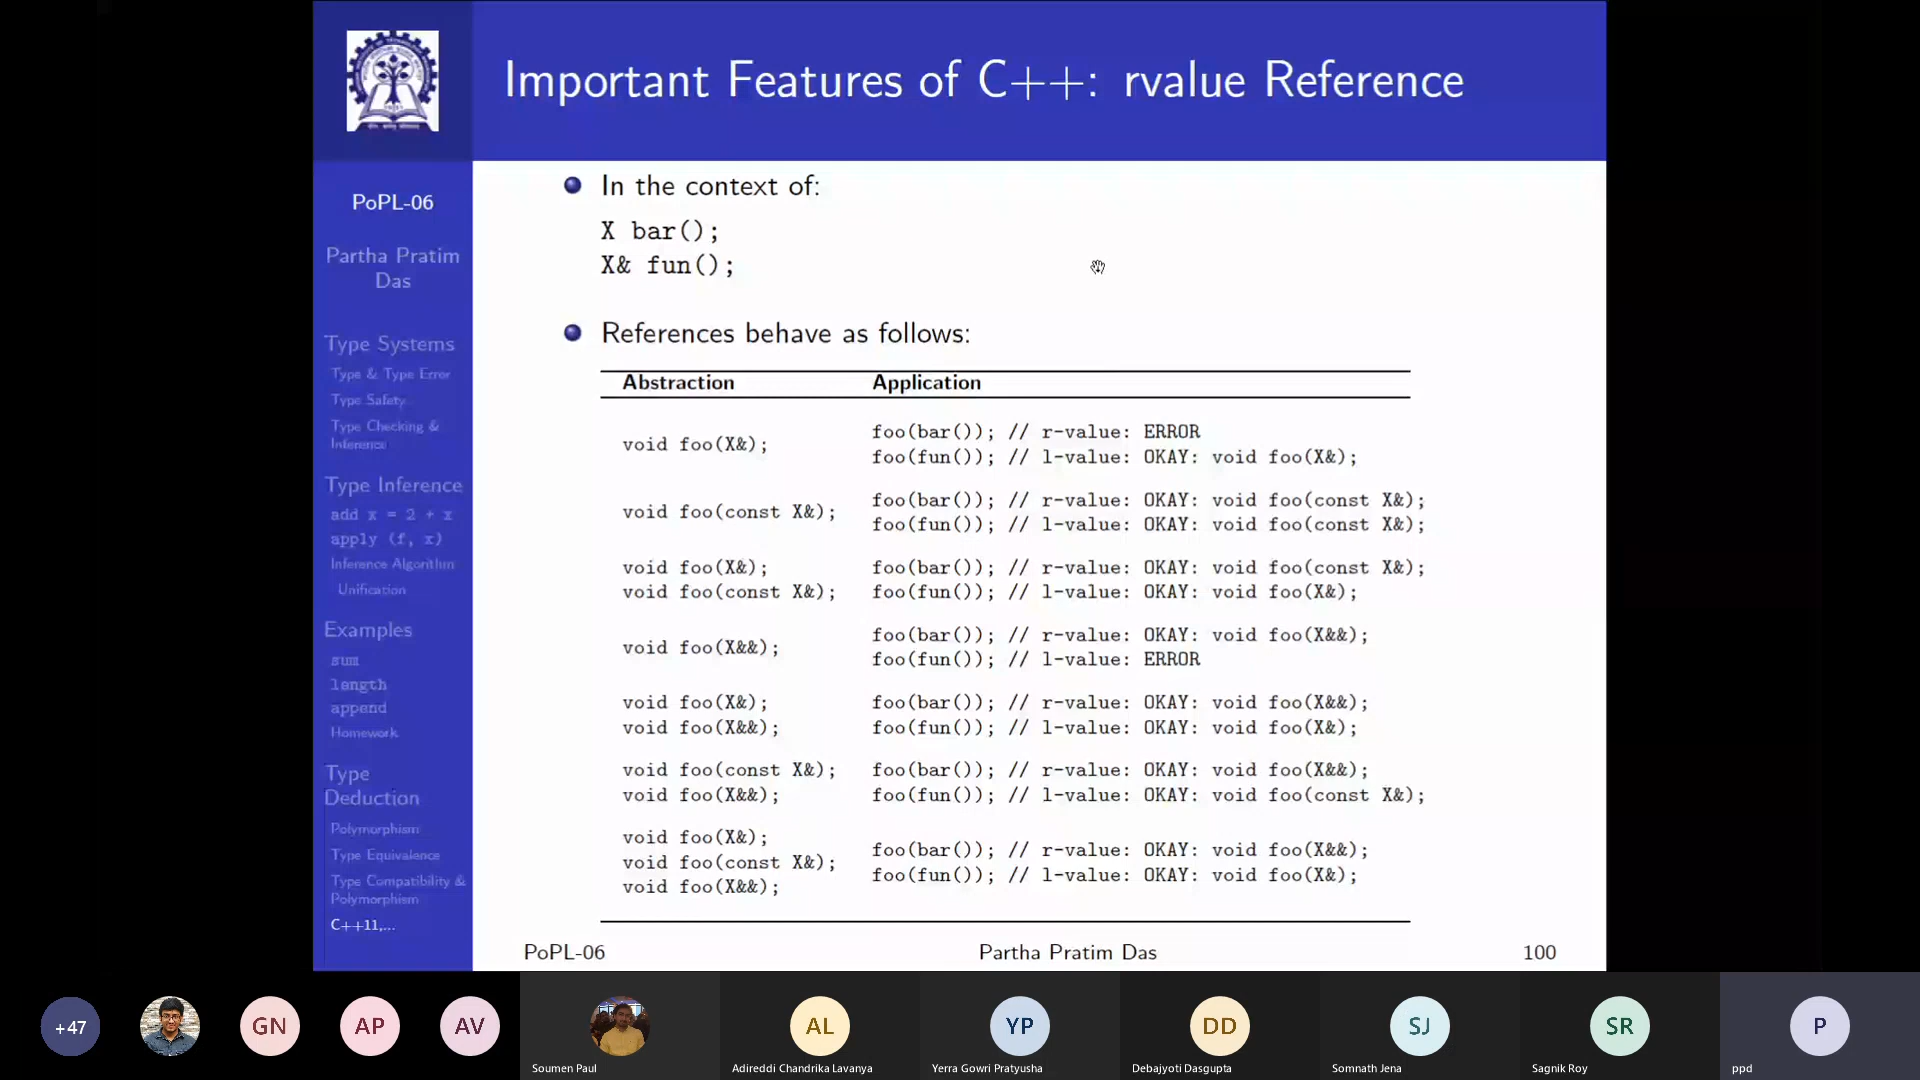 Important Features of C++: rvalue Reference
PoPL-06
Partha Pratim
Das
Type Systems
Type & Type Error
Type Safety
Type Checking &
Inference
Type Inference
add x = 2 + x
apply (f, x)
Inference Algorithm
Unification
Examples
sum
length
append
Homework
Type
Deduction
Polymorphism
Type Equivalence
Type Compatibility &
Polymorphism
C++11,...
In the context of:
X bar();
X& fun();
References behave as follows:
Abstraction Application
void foo(X&);
foo(bar()); // r-value: ERROR
foo(fun()); // l-value: OKAY: void foo(X&);
void foo(const X&);
foo(bar()); // r-value: OKAY: void foo(const X&);
foo(fun()); // l-value: OKAY: void foo(const X&);
void foo(X&); foo(bar()); // r-value: OKAY: void foo(const X&);
void foo(const X&); foo(fun()); // l-value: OKAY: void foo(X&);
void foo(X&&);
foo(bar()); // r-value: OKAY: void foo(X&&);
foo(fun()); // l-value: ERROR
void foo(X&); foo(bar()); // r-value: OKAY: void foo(X&&);
void foo(X&&); foo(fun()); // l-value: OKAY: void foo(X&);
void foo(const X&); foo(bar()); // r-value: OKAY: void foo(X&&);
void foo(X&&); foo(fun()); // l-value: OKAY: void foo(const X&);
void foo(X&);
void foo(const X&);
void foo(X&&);
foo(bar()); // r-value: OKAY: void foo(X&&);
foo(fun()); // l-value: OKAY: void foo(X&);
PoPL-06 Partha Pratim Das 100
+47 GN AP AV AL YP DD SJ SR P
Soumen Paul Adireddi Chandrika Lavanya Yerra Gowri Pratyusha Debajyoti Dasgupta Somnath Jena Sagnik Roy ppd